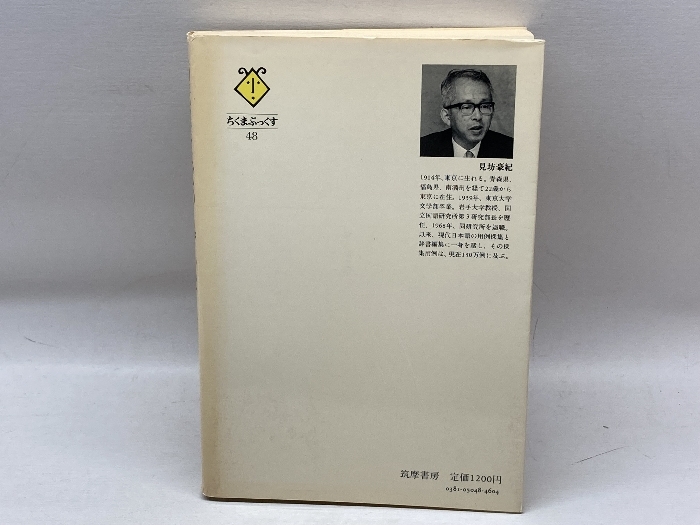 ちくまぶっくす
48
見坊豪紀
1914年、東京に生れる。青森県、
福島県、南満州を経て22歳から
東京に在住。1939年、東京大学
文学部卒業。岩手大学教授、国
立国語研究所第3研究部長を歴
任、1968年、同研究所を退職。
以来、現代日本語の用例採集と
辞書編集に一身を託し、その採
集用例は、現在130万例に及ぶ。
筑摩書房 定価1200円
0381-05048-4604